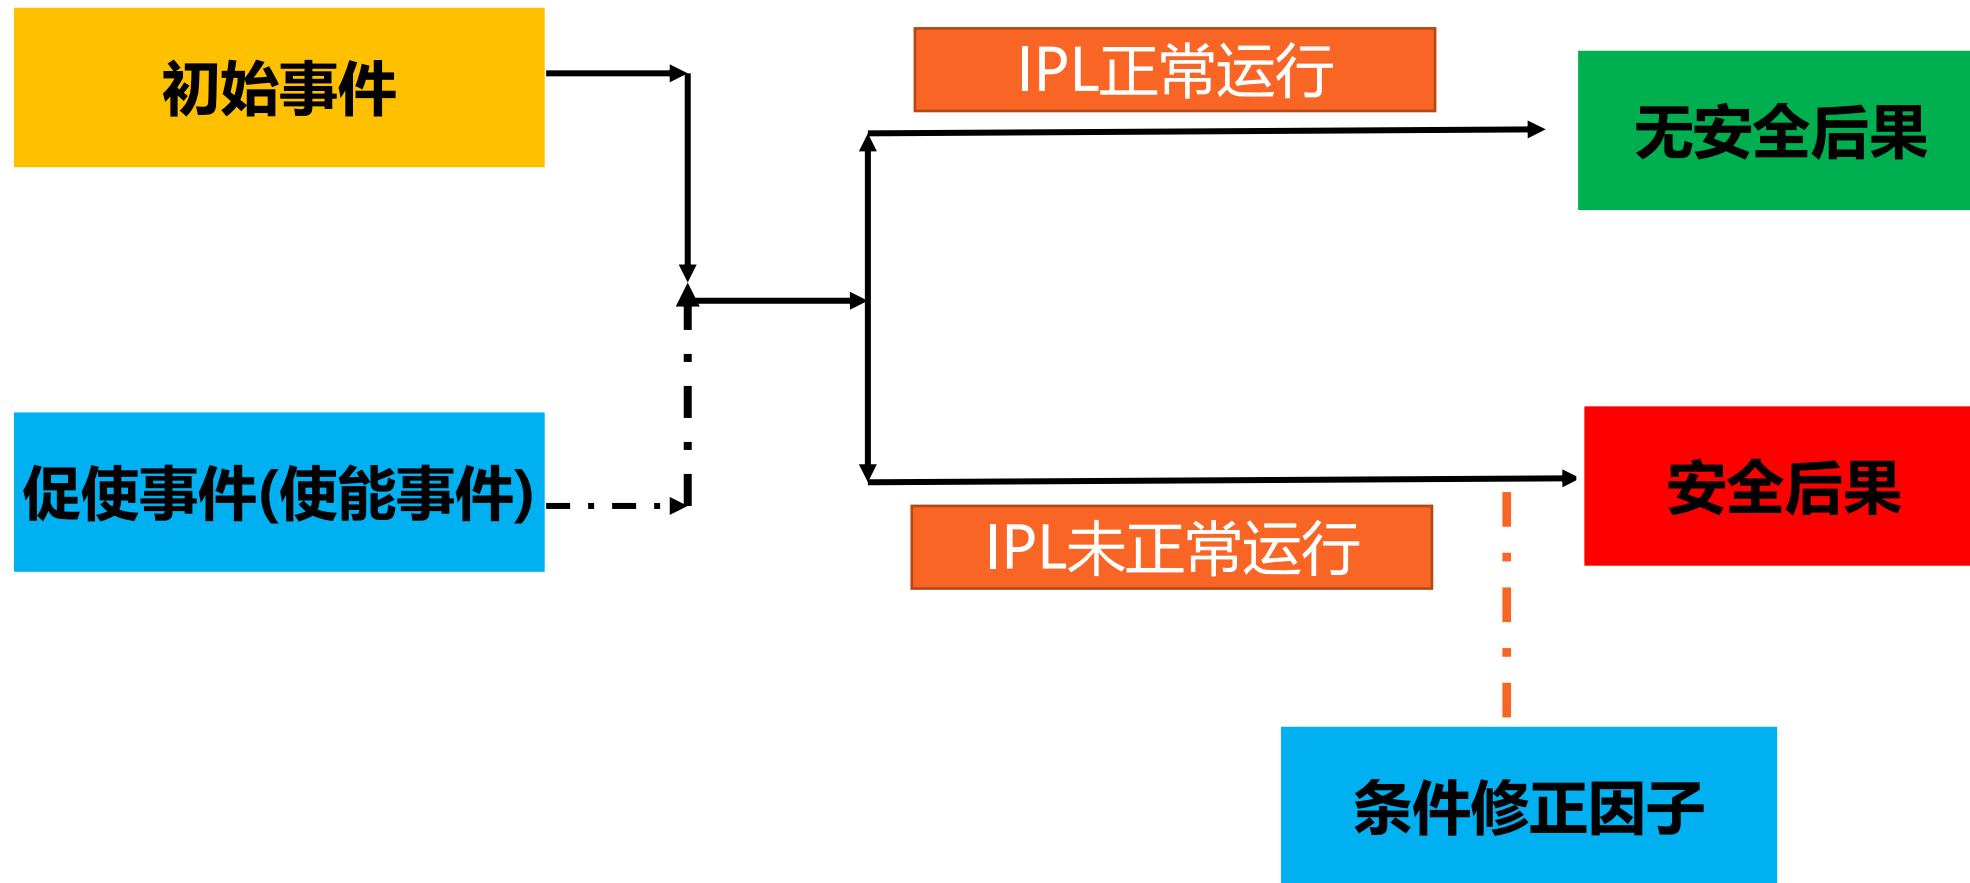 初始事件
IPL正常运行
无安全后果
促使事件(使能事件)
IPL未正常运行
安全后果
条件修正因子